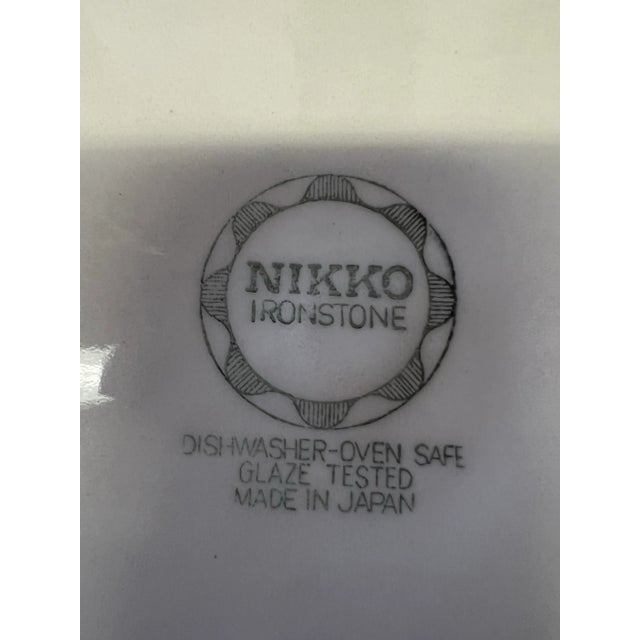 NIKKO
IRONSTONE
DISHWASHER-OVEN SAFE
GLAZE TESTED
MADE IN JAPAN